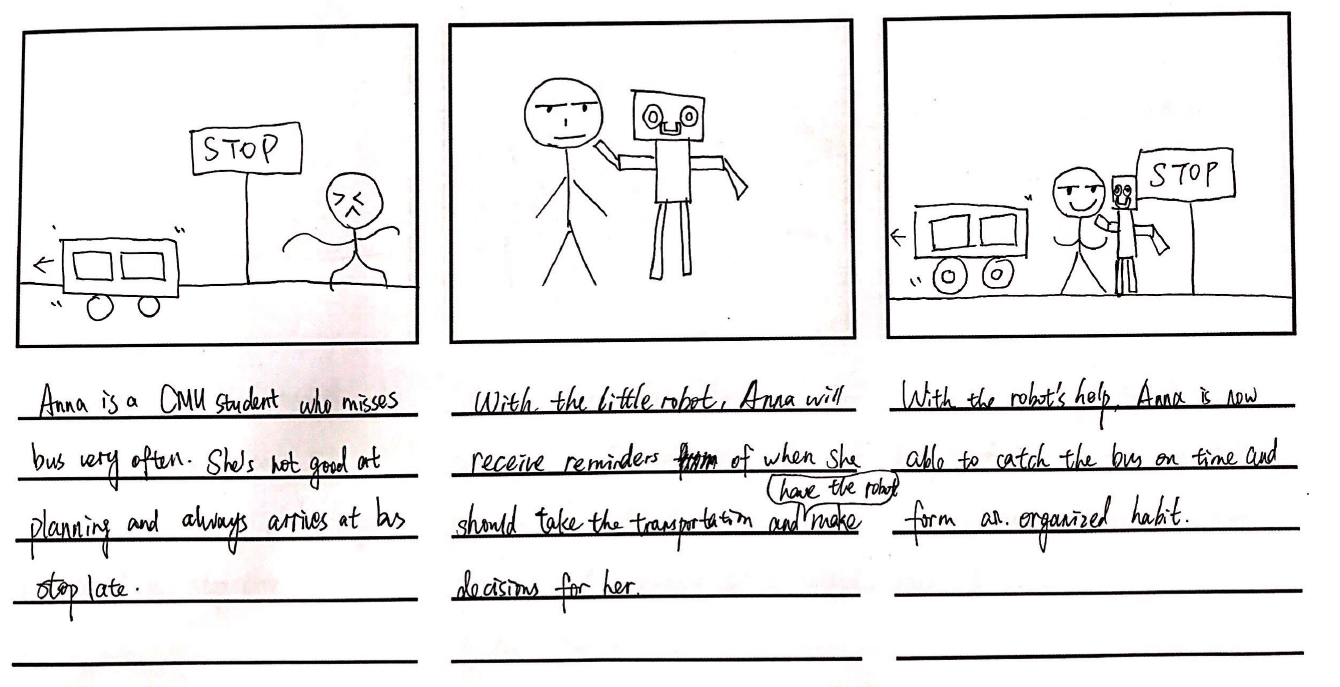 STOP
STOP
Anna is a CMU student who misses
bus very often. She's not good at
planning and always arrives at bus
stop late.
With the little robot, Anna will
receive reminders of when she
have the robot
should take the transportation and make
decisions for her.
With the robot's help, Anna is now
able to catch the bus on time and
form an organized habit.